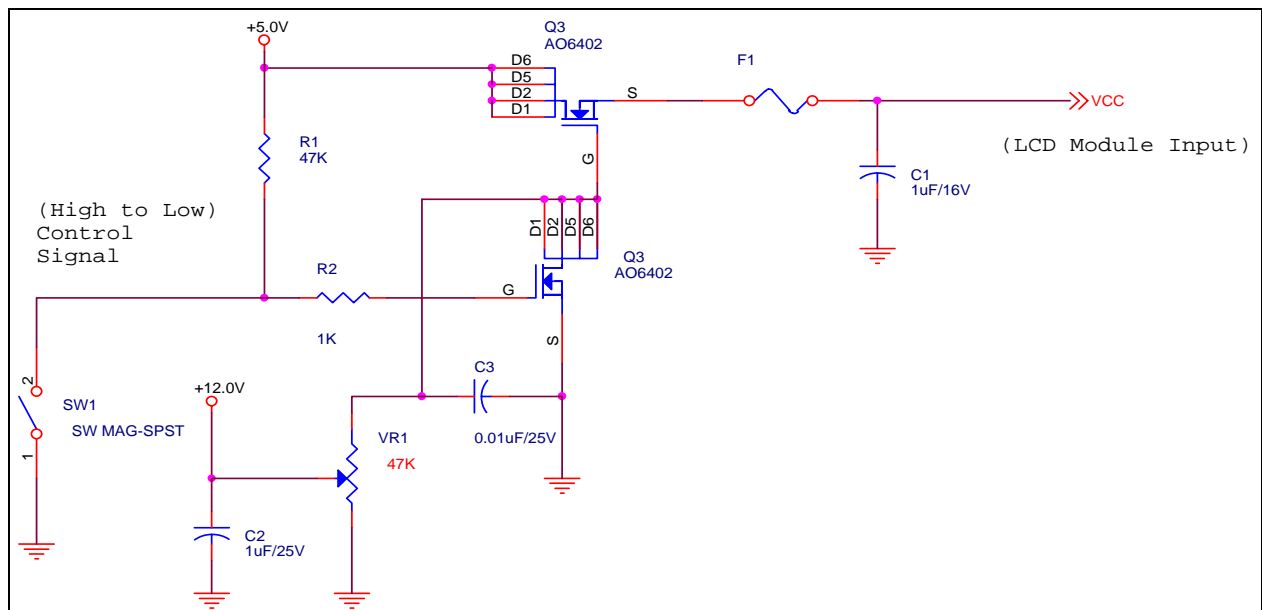 +5.0V
Q3
AO6402
D6
D5
D2
D1
S
F1
VCC
(LCD Module Input)
R1
47K
G
C1
1uF/16V
(High to Low)
Control
Signal
D1
D2
D5
D6
Q3
AO6402
R2
1K
G
S
C3
0.01uF/25V
2
SW1
SW MAG-SPST
1
+12.0V
VR1
47K
C2
1uF/25V